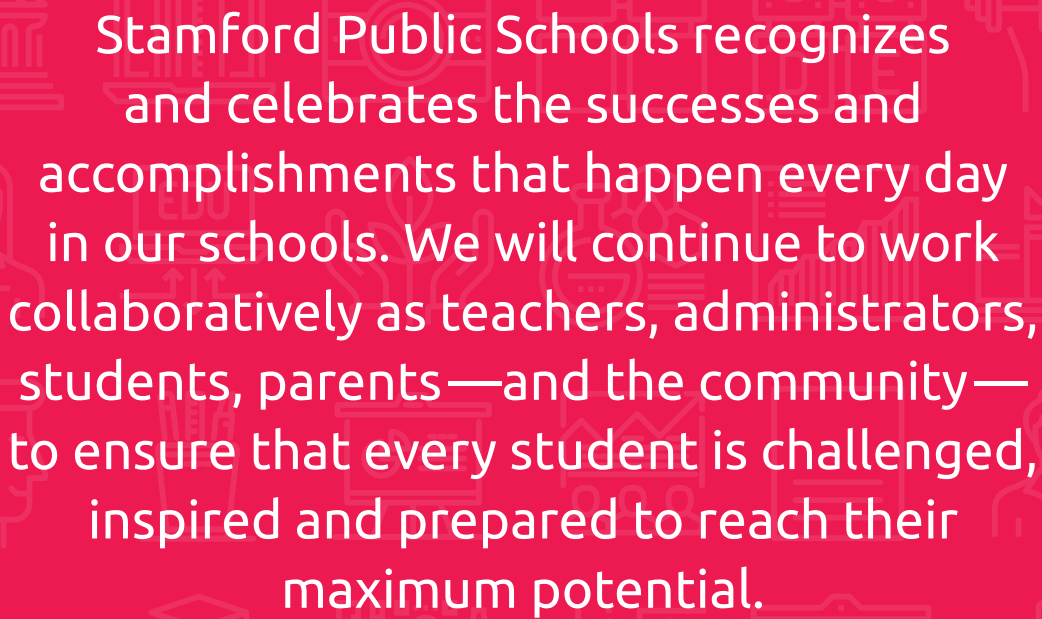 Stamford Public Schools recognizes
and celebrates the successes and
accomplishments that happen every day
in our schools. We will continue to work
collaboratively as teachers, administrators,
students, parents—and the community—
to ensure that every student is challenged,
inspired and prepared to reach their
maximum potential.
EDU